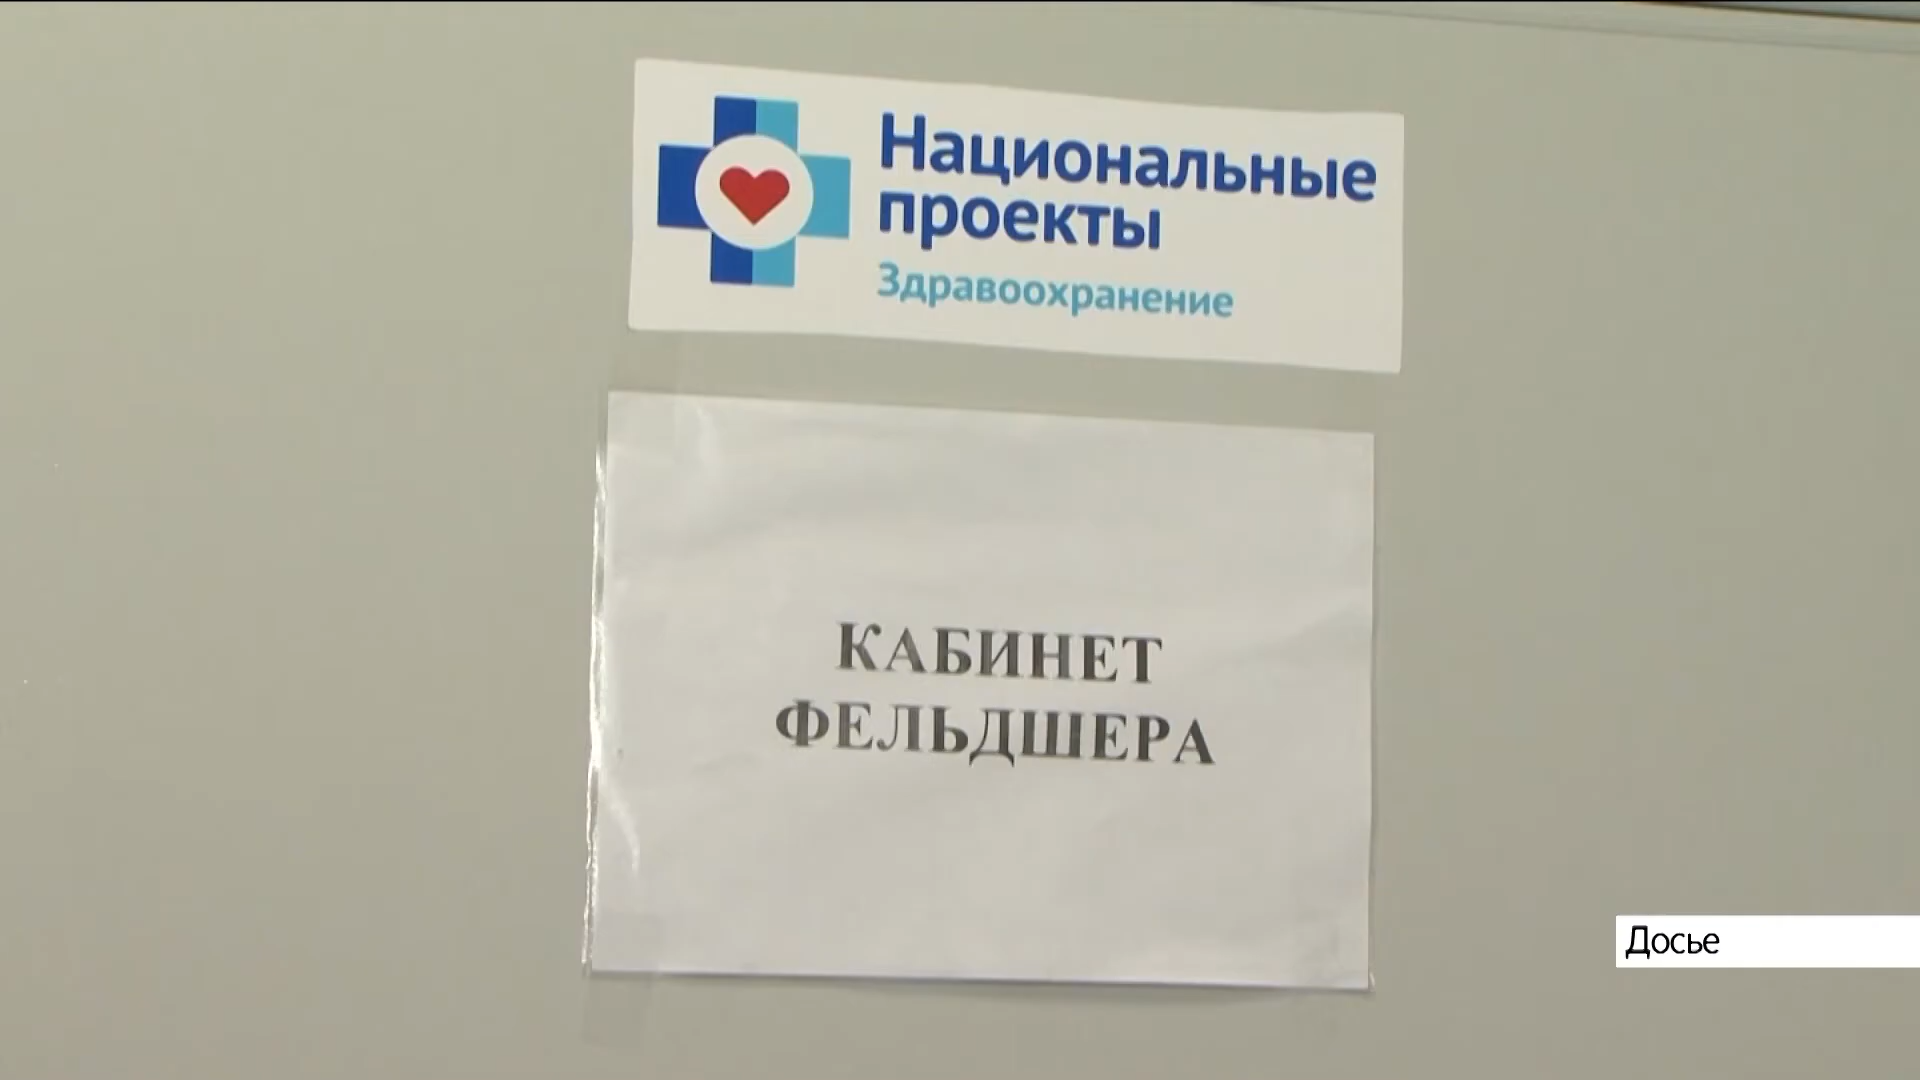 Национальные
проекты
Здравоохранение
КАБИНЕТ
ФЕЛЬДШЕРА
Досье